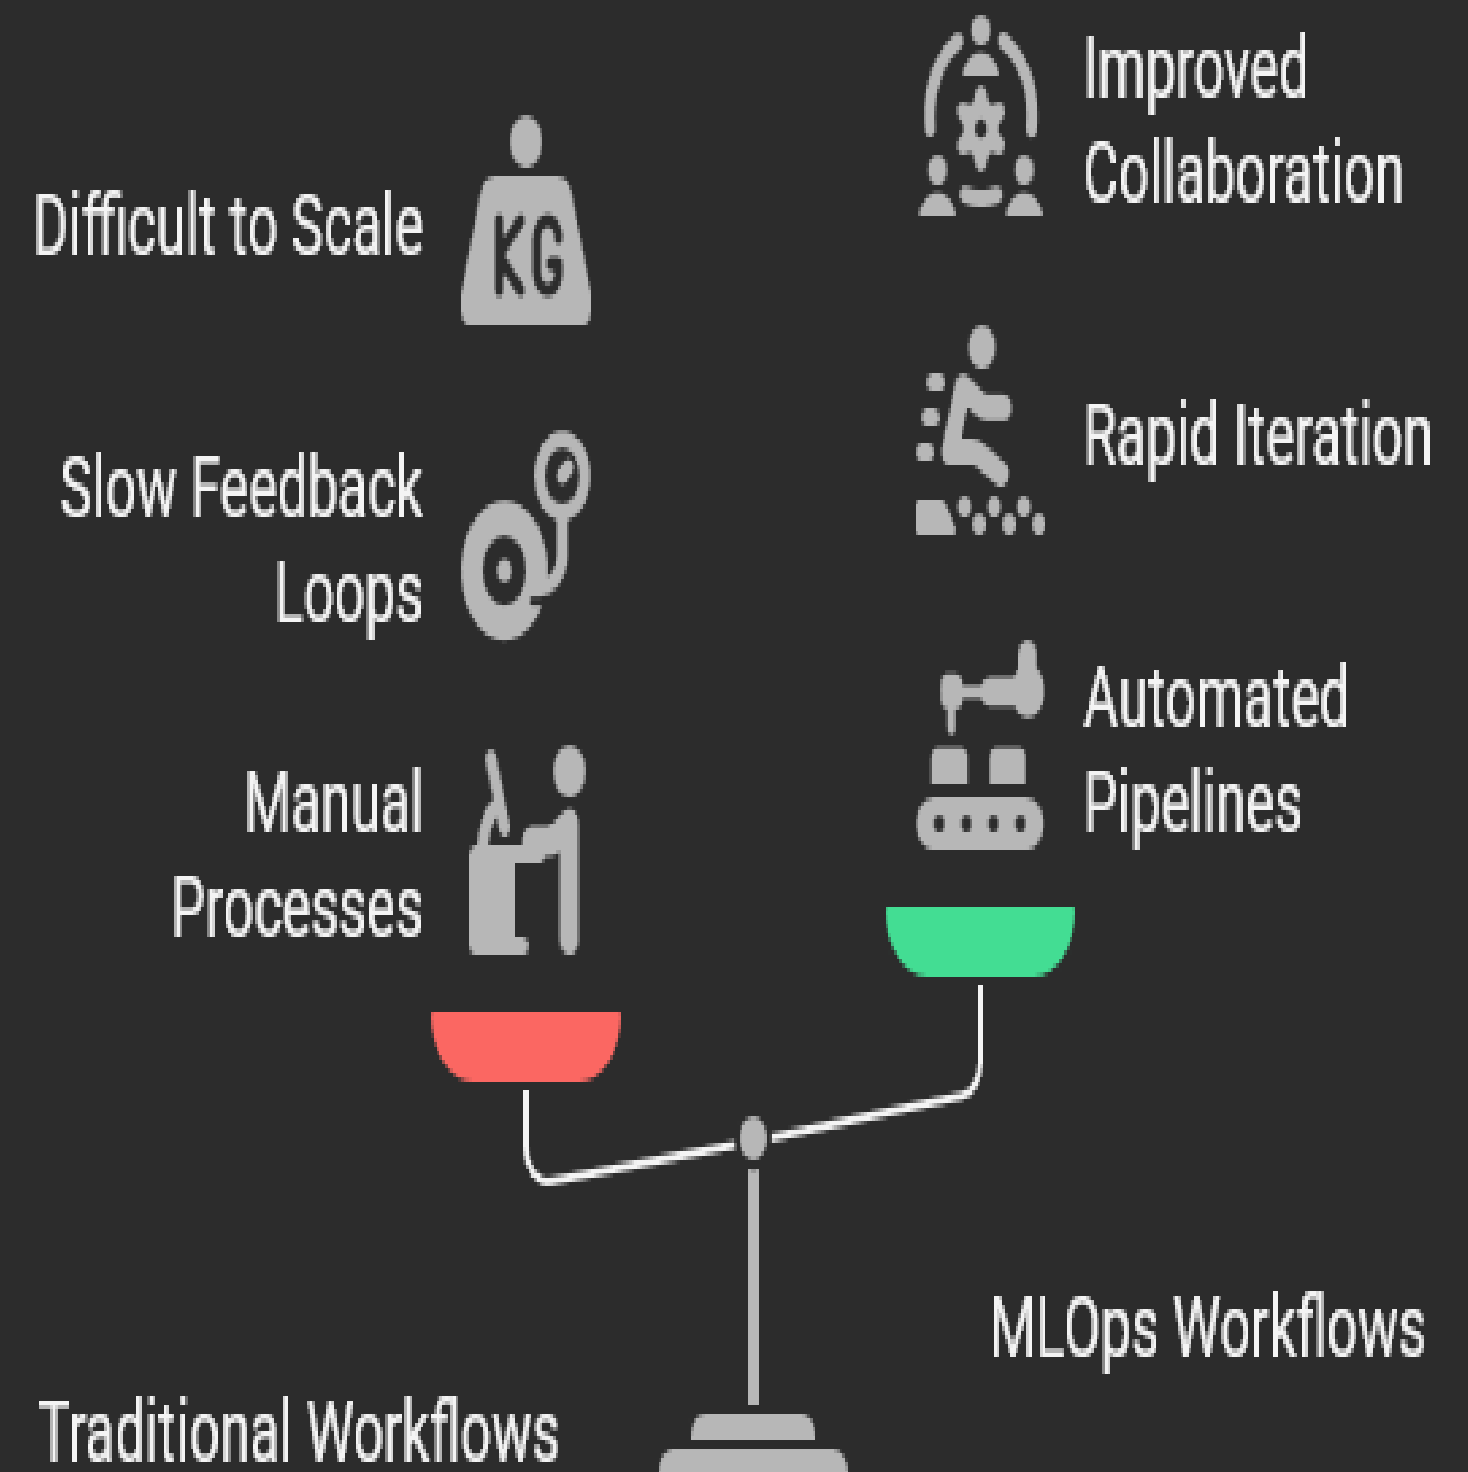 Difficult to Scale
KG
Slow Feedback
Loops
Manual
Processes
Improved
Collaboration
Rapid Iteration
Automated
Pipelines
MLOps Workflows
Traditional Workflows